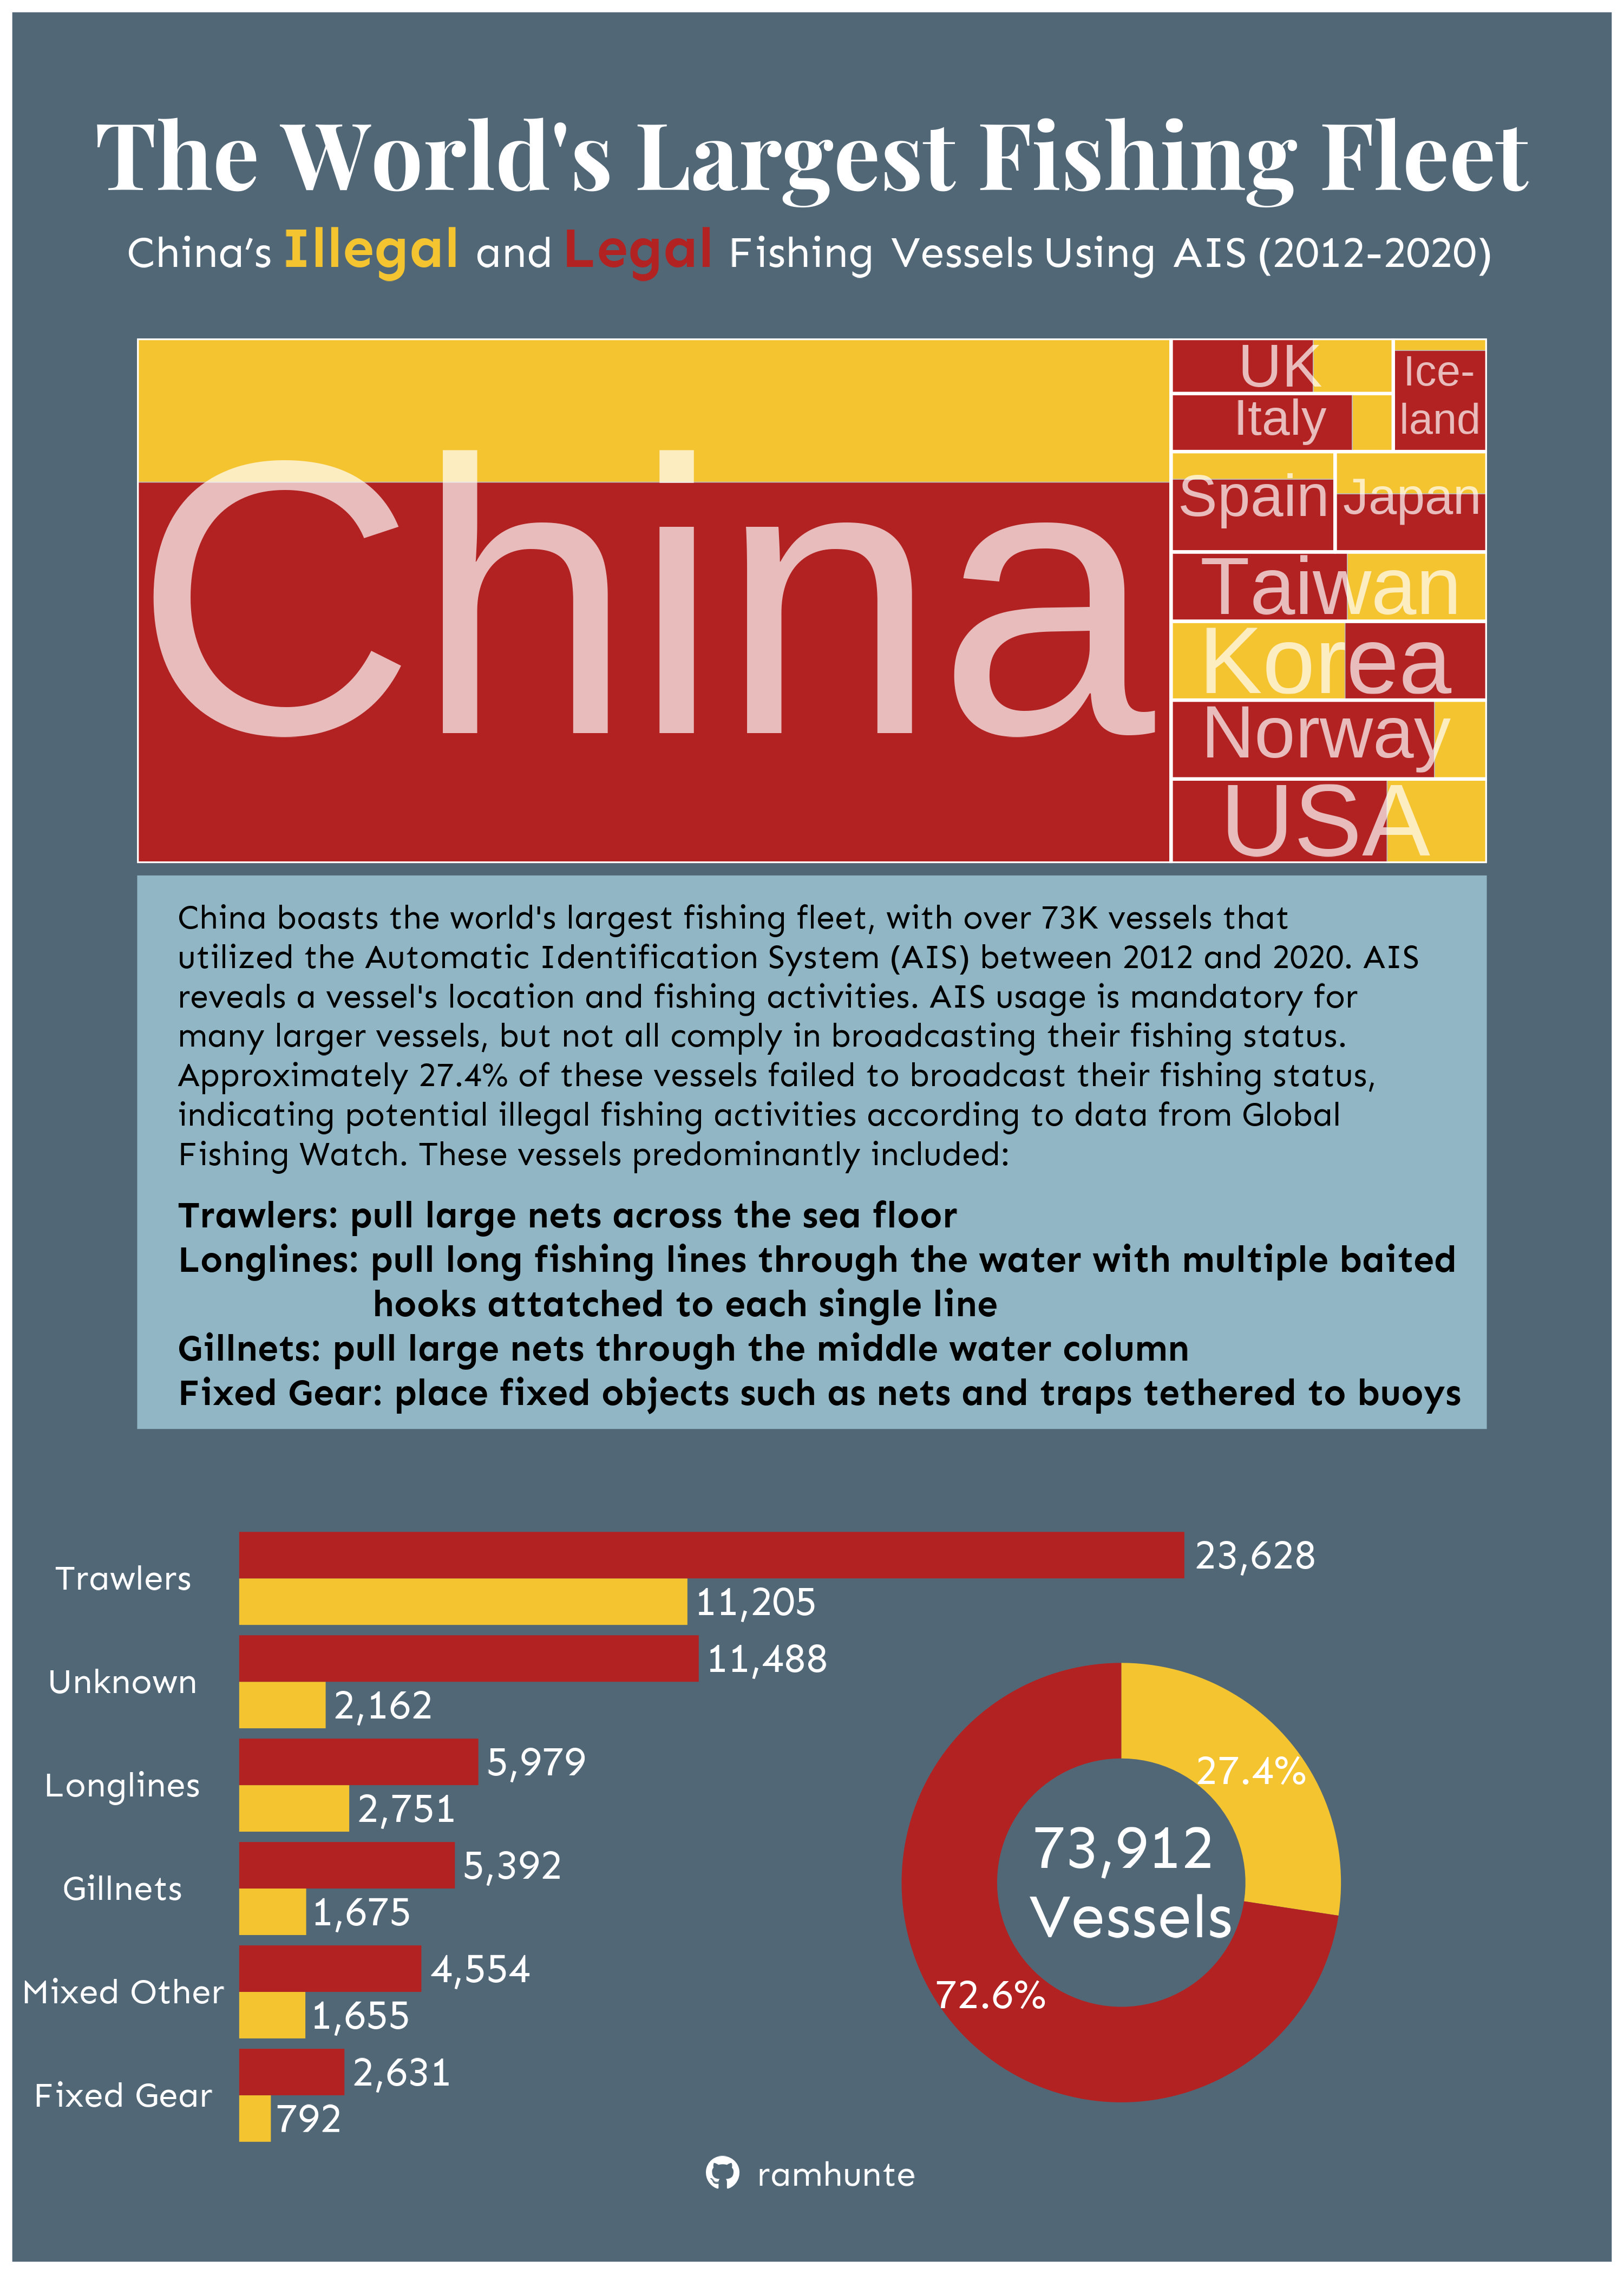 The World's Largest Fishing Fleet
China’s Illegal and Legal Fishing Vessels Using AIS (2012-2020)
China
UK
Italy
Ice-
land
Spain
Japan
Taiwan
Korea
Norway
USA
China boasts the world's largest fishing fleet, with over 73K vessels that
utilized the Automatic Identification System (AIS) between 2012 and 2020. AIS
reveals a vessel's location and fishing activities. AIS usage is mandatory for
many larger vessels, but not all comply in broadcasting their fishing status.
Approximately 27.4% of these vessels failed to broadcast their fishing status,
indicating potential illegal fishing activities according to data from Global
Fishing Watch. These vessels predominantly included:
Trawlers: pull large nets across the sea floor
Longlines: pull long fishing lines through the water with multiple baited
hooks attatched to each single line
Gillnets: pull large nets through the middle water column
Fixed Gear: place fixed objects such as nets and traps tethered to buoys
Trawlers
23,628
11,205
Unknown
11,488
2,162
Longlines
5,979
2,751
Gillnets
5,392
1,675
Mixed Other
4,554
1,655
Fixed Gear
2,631
792
27.4%
73,912
Vessels
72.6%
ramhunte